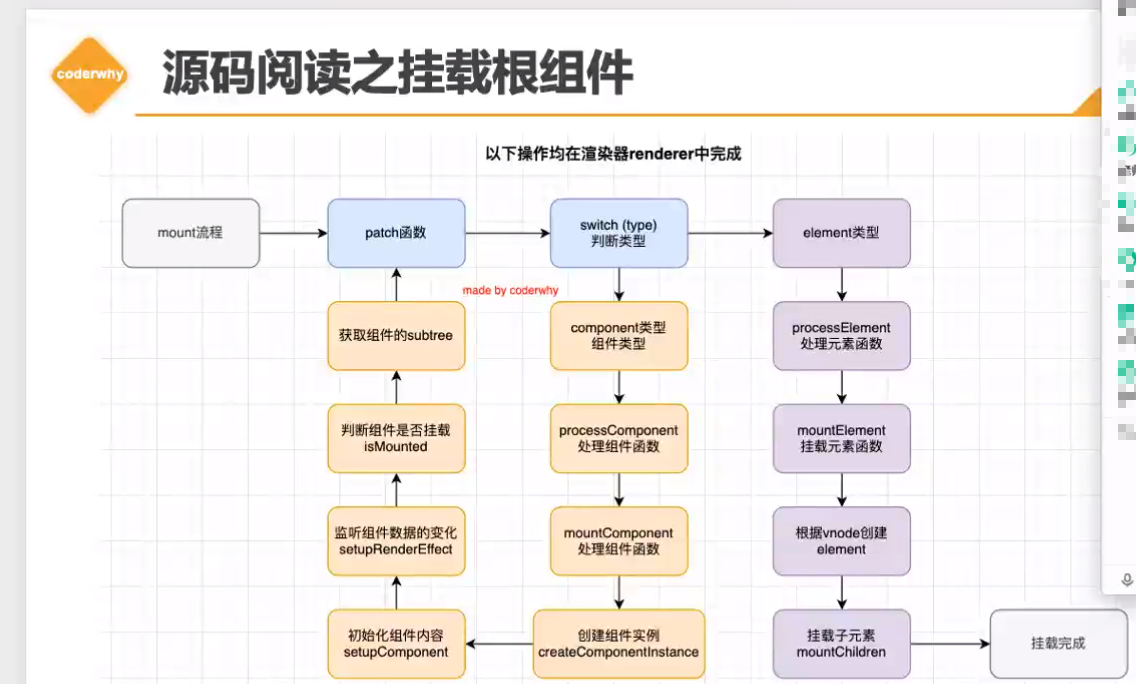 coderwhy
源码阅读之挂载根组件
以下操作均在渲染器renderer中完成
mount流程
patch函数
switch (type)
判断类型
element类型
made by coderwhy
获取组件的subtree
component类型
组件类型
processElement
处理元素函数
判断组件是否挂载
isMounted
processComponent
处理组件函数
mountElement
挂载元素函数
监听组件数据的变化
setupRenderEffect
mountComponent
处理组件函数
根据vnode创建
element
初始化组件内容
setupComponent
创建组件实例
createComponentInstance
挂载子元素
mountChildren
挂载完成